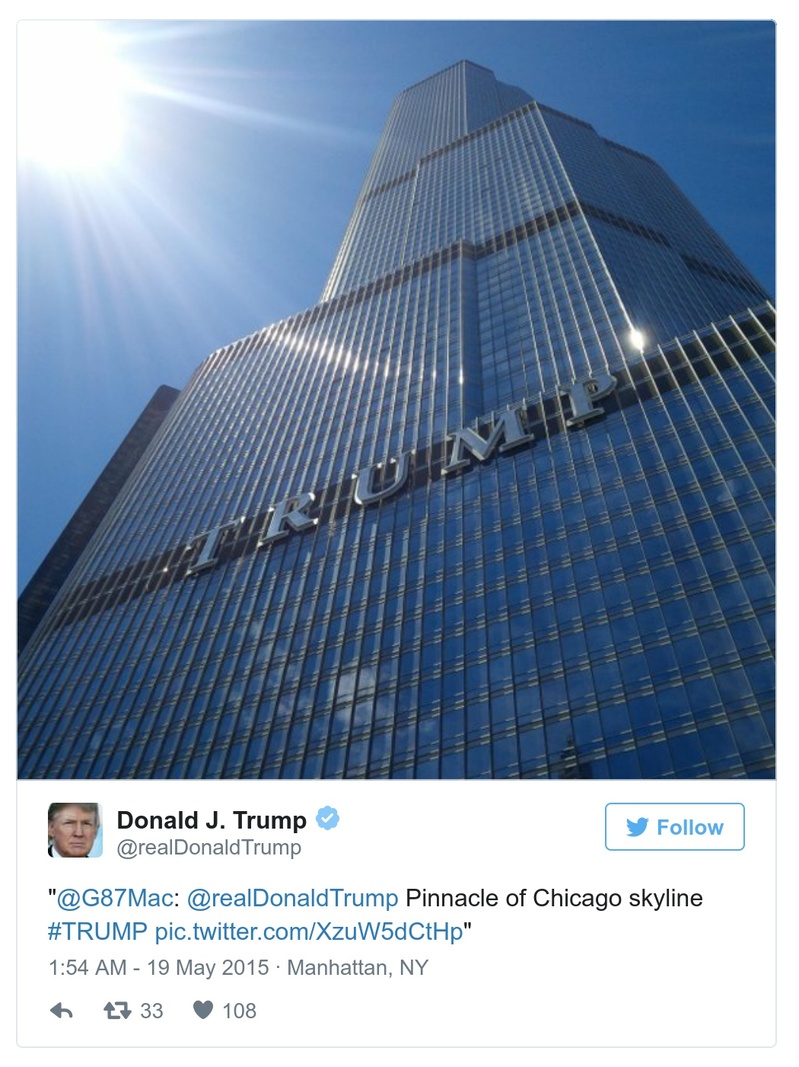 TRUMP
Donald J. Trump
Follow
@realDonaldTrump
"@G87Mac: @realDonaldTrump Pinnacle of Chicago skyline
#TRUMP pic.twitter.com/XzuW5dCtHp"
1:54 AM - 19 May 2015 · Manhattan, NY
33 108